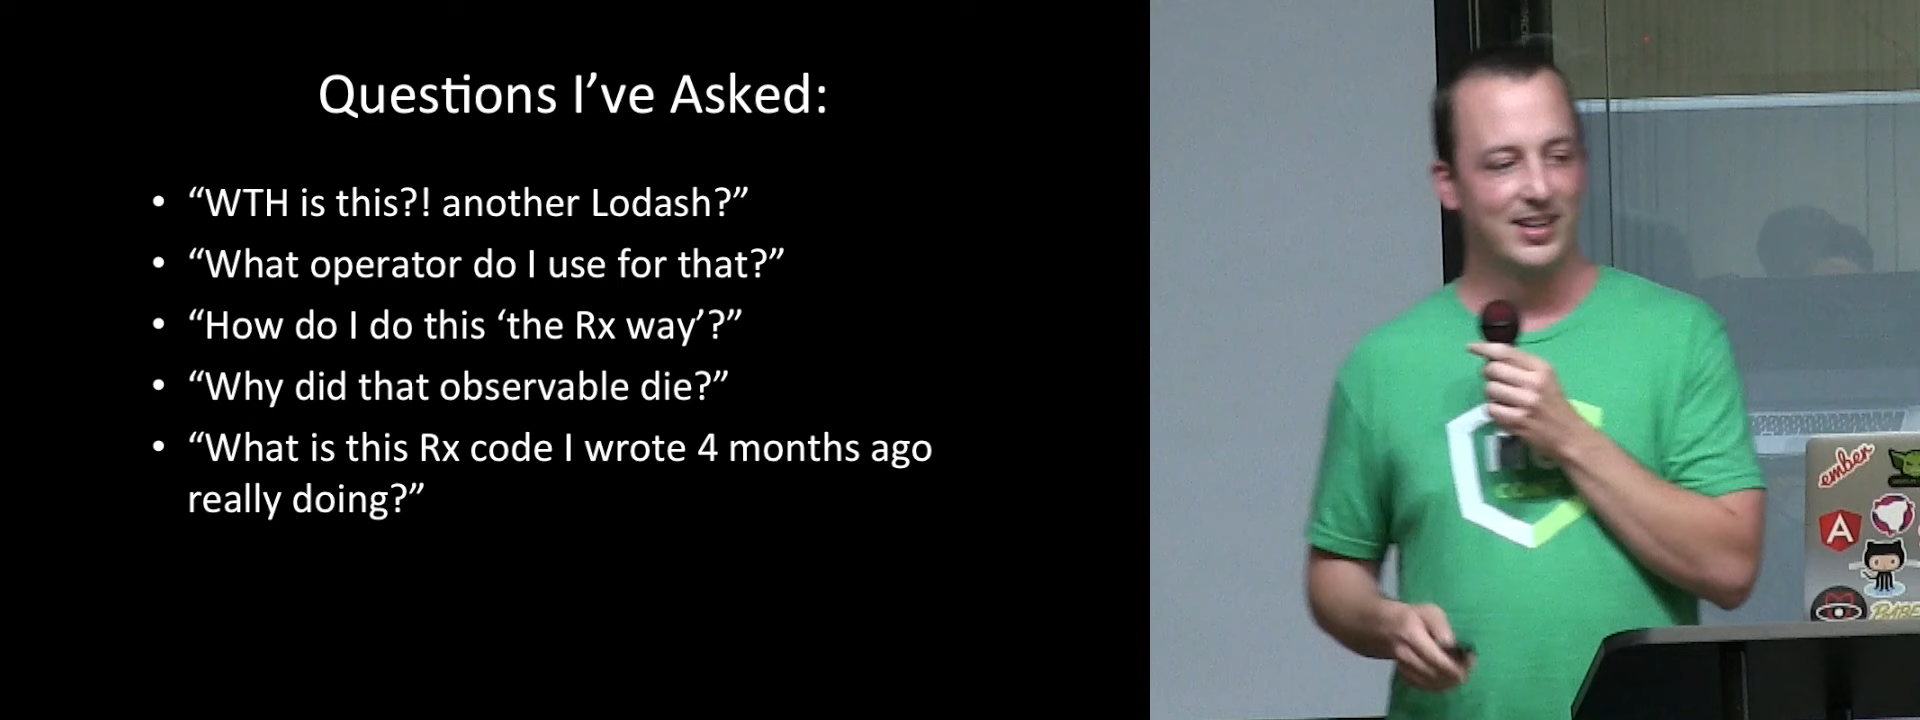 Questions I've Asked:
• “WTH is this?! another Lodash?”
• “What operator do I use for that?”
• “How do I do this ‘the Rx way’?”
• “Why did that observable die?”
• “What is this Rx code I wrote 4 months ago
really doing?”
ember
A